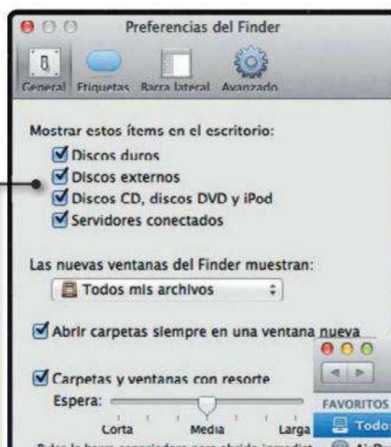 Preferencias del Finder
General Etiquetas Barra lateral Avanzado
Mostrar estos ítems en el escritorio:
Discos duros
Discos externos
Discos CD, discos DVD y iPod
Servidores conectados
Las nuevas ventanas del Finder muestran:
Todos mis archivos
Abrir carpetas siempre en una ventana nueva
Carpetas y ventanas con resorte
Espera:
Corta Media Larga
FAVORITOS